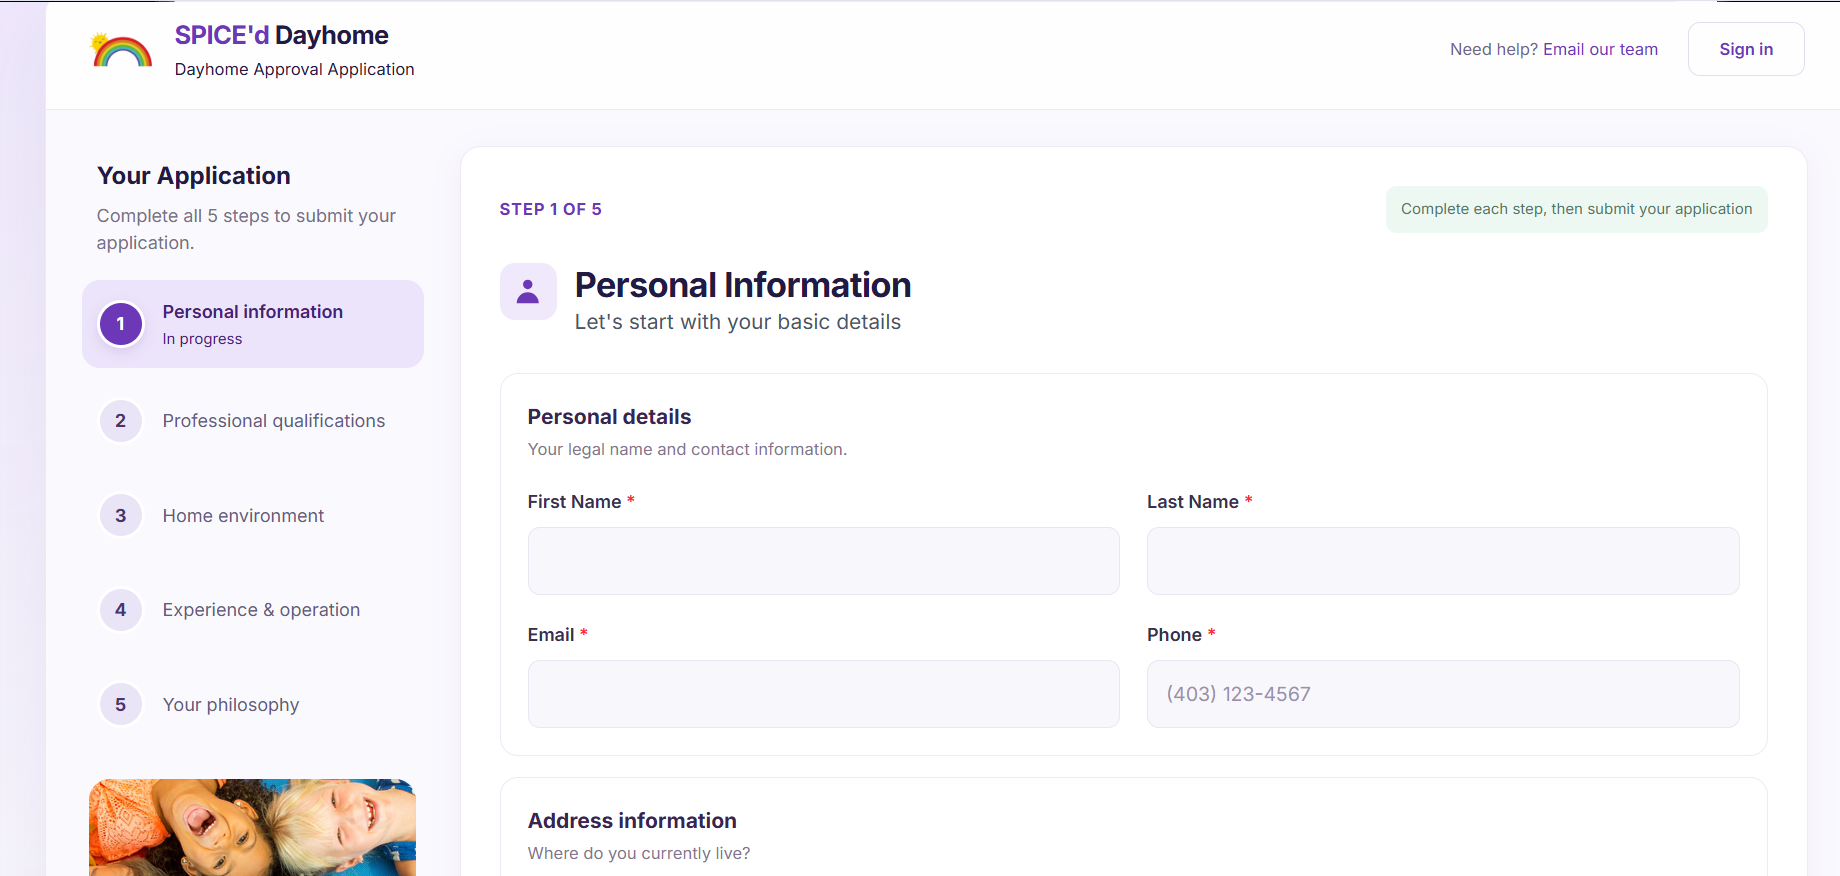 SPICE'd Dayhome
Dayhome Approval Application
Need help? Email our team
Sign in
Your Application
Complete all 5 steps to submit your
application.
1
Personal information
In progress
2
Professional qualifications
3
Home environment
4
Experience & operation
5
Your philosophy
STEP 1 OF 5
Complete each step, then submit your application
Personal Information
Let's start with your basic details
Personal details
Your legal name and contact information.
First Name *
Last Name *
Email *
Phone *
(403) 123-4567
Address information
Where do you currently live?